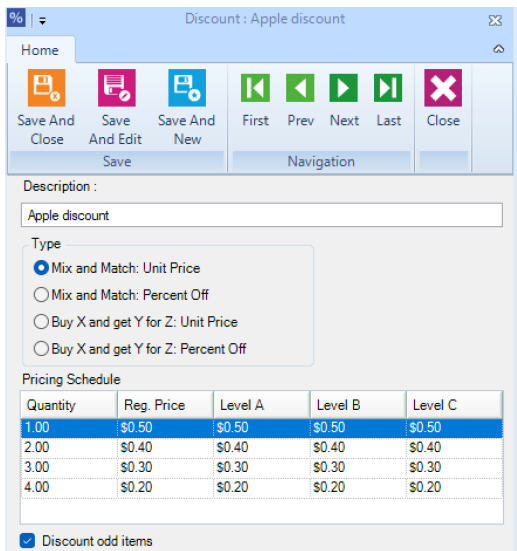 % Discount : Apple discount
Home
Save And Close Save And Edit Save And New First Prev Next Last Close
Save Navigation
Description :
Apple discount
Type
Mix and Match: Unit Price
Mix and Match: Percent Off
Buy X and get Y for Z: Unit Price
Buy X and get Y for Z: Percent Off
Pricing Schedule
Quantity Reg. Price Level A Level B Level C
1.00 $0.50 $0.50 $0.50 $0.50
2.00 $0.40 $0.40 $0.40 $0.40
3.00 $0.30 $0.30 $0.30 $0.30
4.00 $0.20 $0.20 $0.20 $0.20
Discount odd items